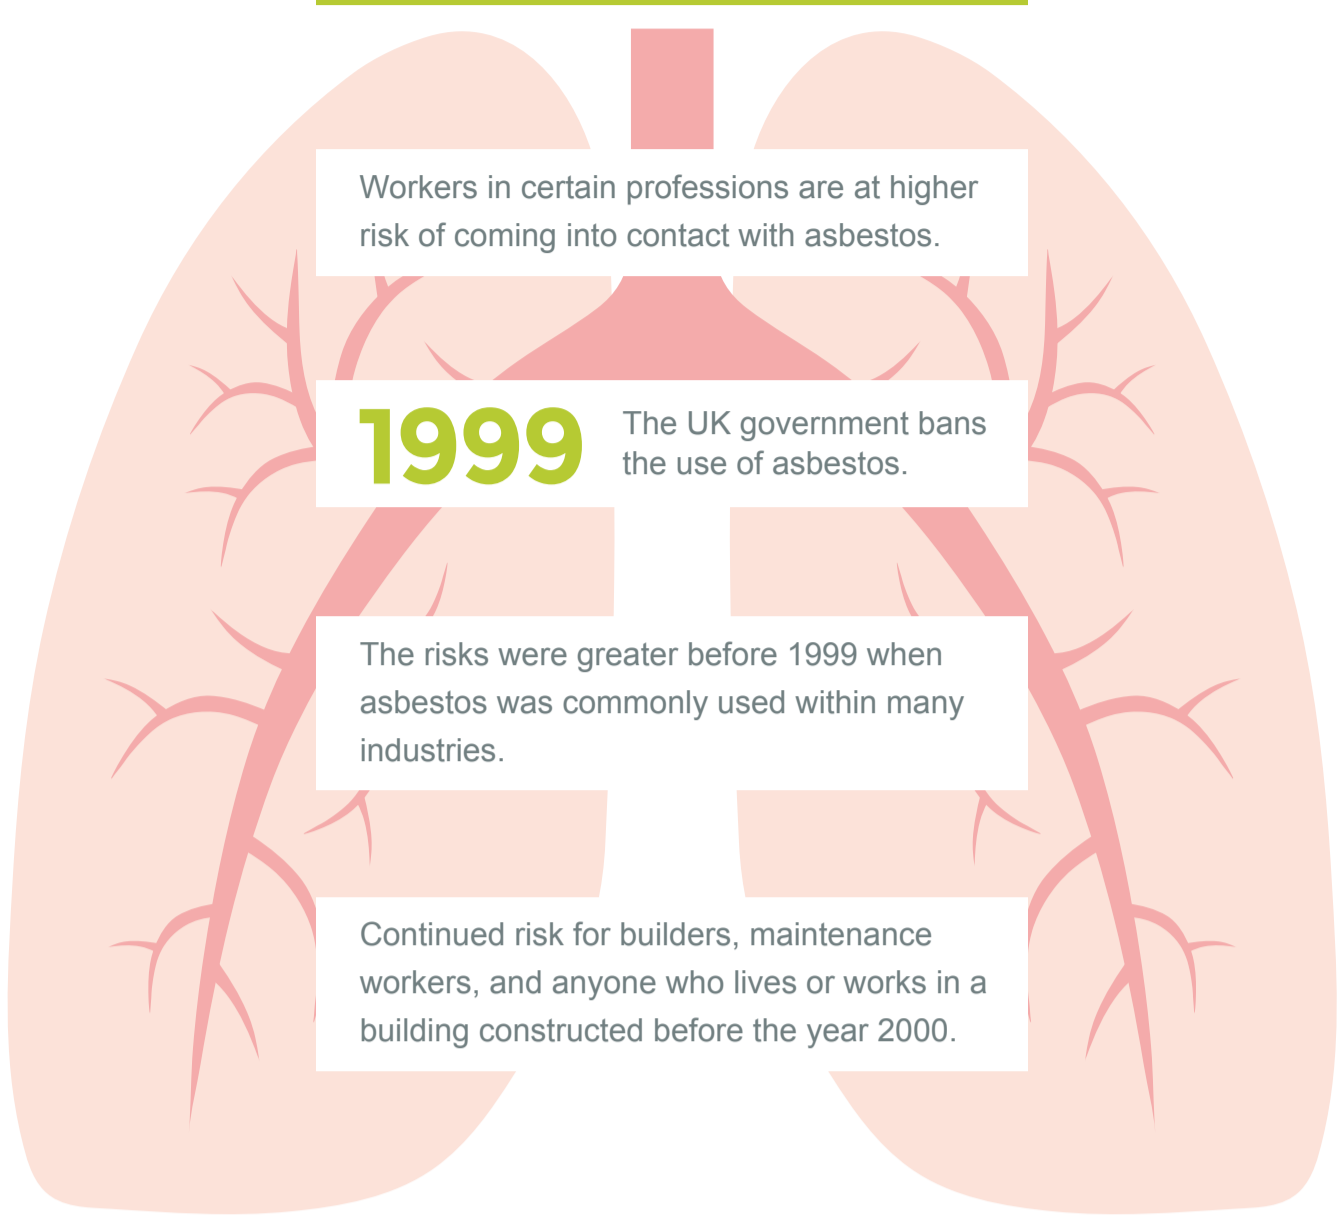 Workers in certain professions are at higher
risk of coming into contact with asbestos.
1999
The UK government bans
the use of asbestos.
The risks were greater before 1999 when
asbestos was commonly used within many
industries.
Continued risk for builders, maintenance
workers, and anyone who lives or works in a
building constructed before the year 2000.